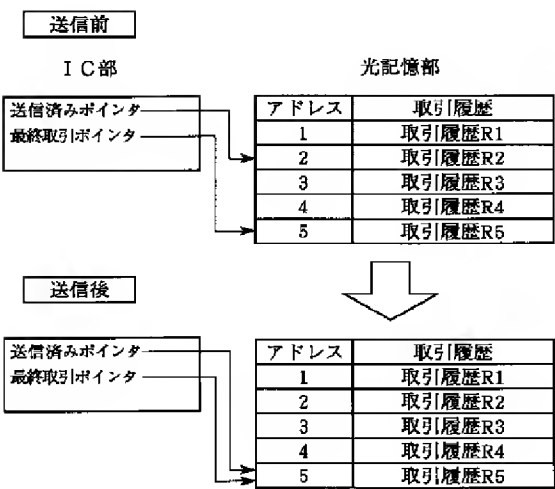 送信前
IC部
光記憶部
送信済みポインタ
最終取引ポインタ
アドレス 取引履歴
1 取引履歴R1
2 取引履歴R2
3 取引履歴R3
4 取引履歴R4
5 取引履歴R5
送信後
送信済みポインタ
最終取引ポインタ
アドレス 取引履歴
1 取引履歴R1
2 取引履歴R2
3 取引履歴R3
4 取引履歴R4
5 取引履歴R5